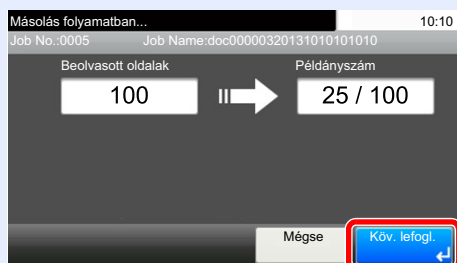 Másolás folyamatban... 10:10
Job No.:0005 Job Name:doc00000320131010101010
Beolvasott oldalak Példányszám
100 25 / 100
Mégse Köv. lefogl.